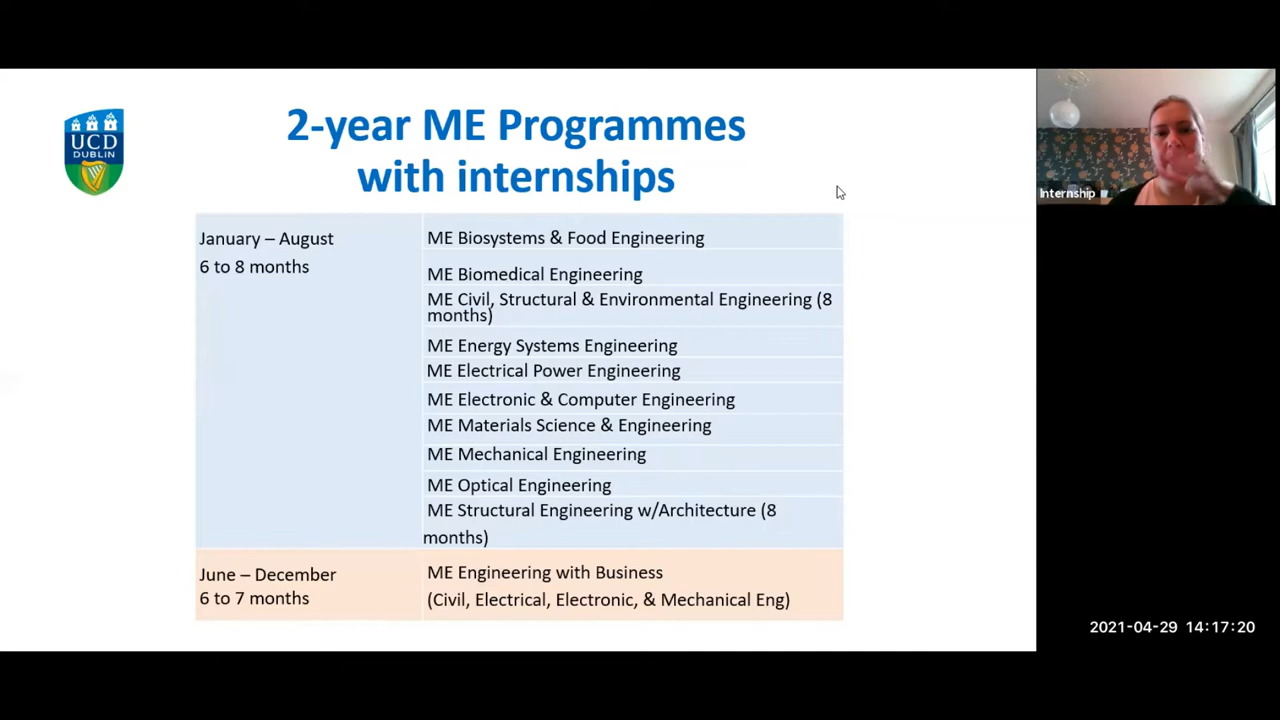 UCD
DUBLIN
2-year ME Programmes
with internships
January – August
6 to 8 months
ME Biosystems & Food Engineering
ME Biomedical Engineering
ME Civil, Structural & Environmental Engineering (8
months)
ME Energy Systems Engineering
ME Electrical Power Engineering
ME Electronic & Computer Engineering
ME Materials Science & Engineering
ME Mechanical Engineering
ME Optical Engineering
ME Structural Engineering w/Architecture (8
months)
June – December
6 to 7 months
ME Engineering with Business
(Civil, Electrical, Electronic, & Mechanical Eng)
Internship
2021-04-29 14:17:20